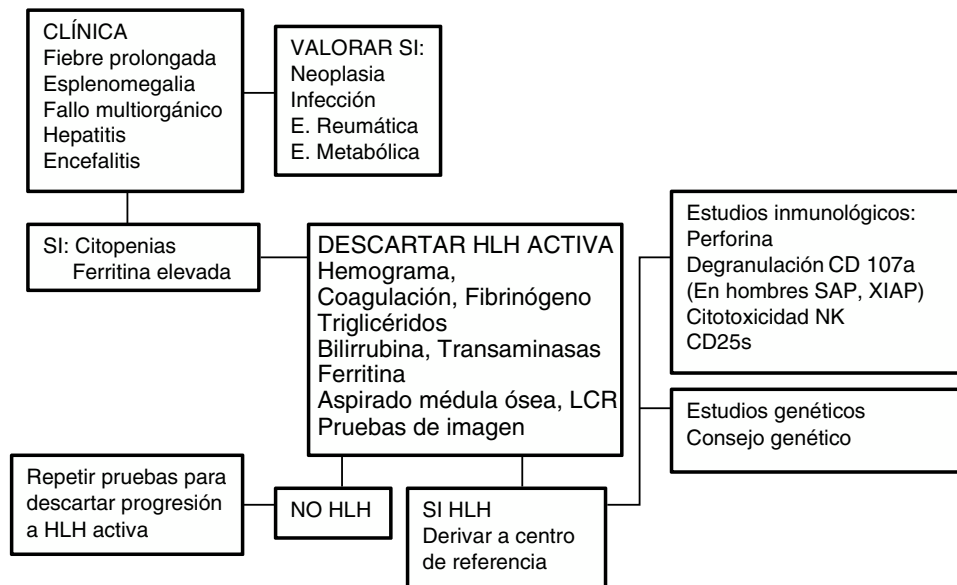 CLÍNICA
Fiebre prolongada
Esplenomegalia
Fallo multiorgánico
Hepatitis
Encefalitis
VALORAR SI:
Neoplasia
Infección
E. Reumática
E. Metabólica
SI: Citopenias
Ferritina elevada
DESCARTAR HLH ACTIVA
Hemograma,
Coagulación, Fibrinógeno
Triglicéridos
Bilirrubina, Transaminasas
Ferritina
Aspirado médula ósea, LCR
Pruebas de imagen
Estudios inmunológicos:
Perforina
Degranulación CD 107a
(En hombres SAP, XIAP)
Citotoxicidad NK
CD25s
Estudios genéticos
Consejo genético
Repetir pruebas para
descartar progresión
a HLH activa
NO HLH
SI HLH
Derivar a centro
de referencia